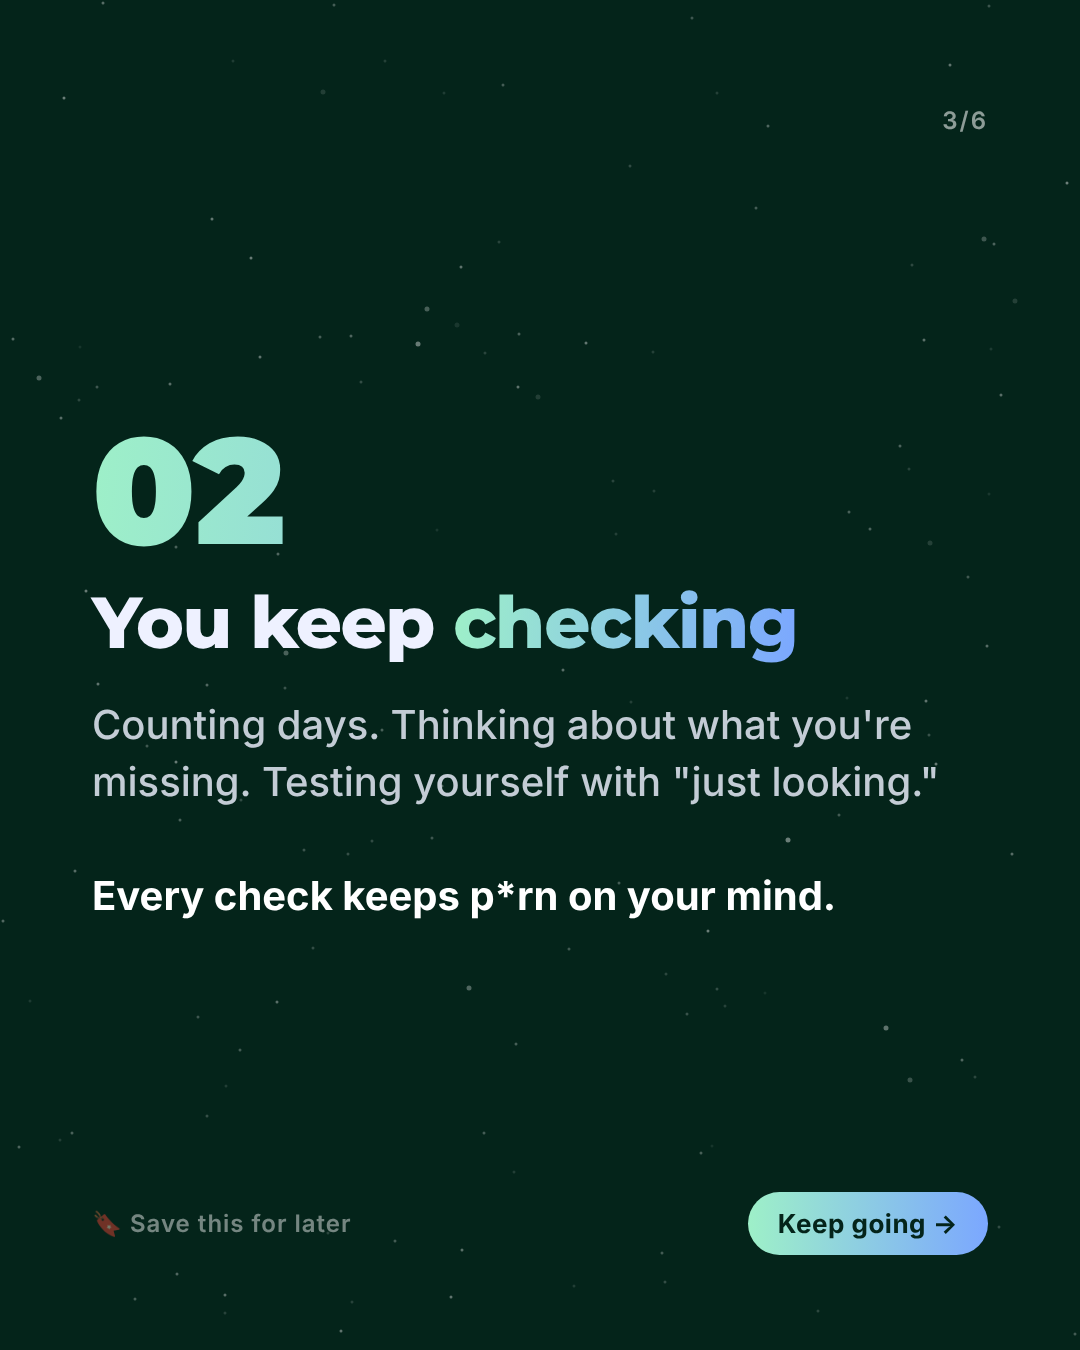 3/6
02
You keep checking
Counting days. Thinking about what you're
missing. Testing yourself with "just looking."
Every check keeps p*rn on your mind.
🔖 Save this for later
Keep going →